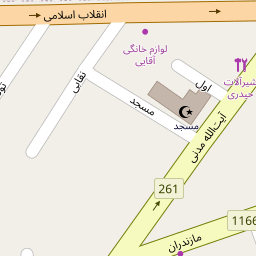 انقلاب اسلامی
لوازم خانگی
آقایی
نقابی
اول
شیرآلات
حیدری
مسجد
مسجد
آیت‌الله مدنی
261
1166
مازندران